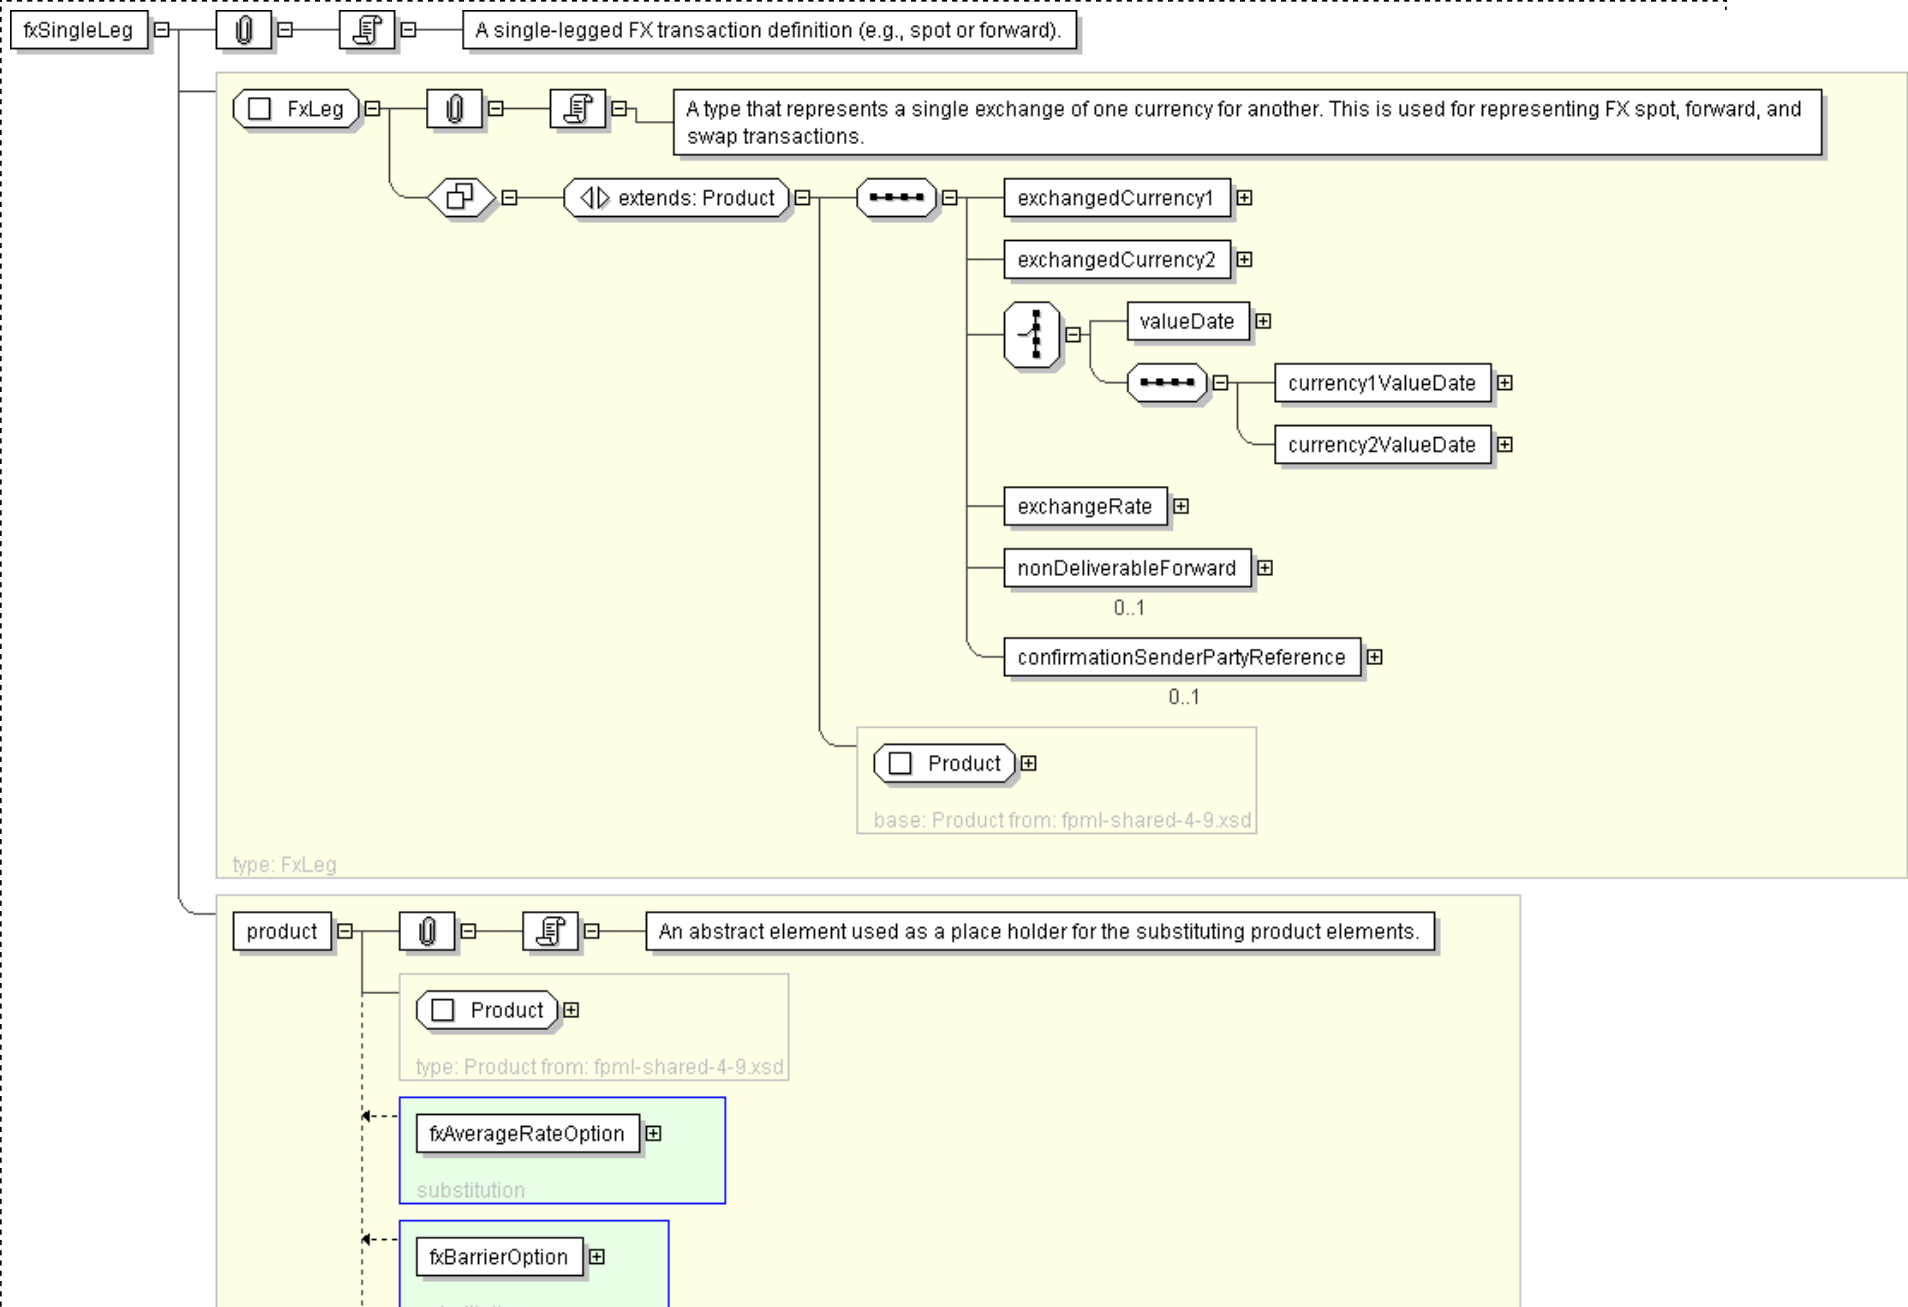 fxSingleLeg
A single-legged FX transaction definition (e.g., spot or forward).
FxLeg
A type that represents a single exchange of one currency for another. This is used for representing FX spot, forward, and
swap transactions.
extends: Product
exchangedCurrency1
exchangedCurrency2
valueDate
currency1ValueDate
currency2ValueDate
exchangeRate
nonDeliverableForward
0..1
confirmationSenderPartyReference
0..1
Product
base: Product from: fpml-shared-4-9.xsd
type: FxLeg
product
An abstract element used as a place holder for the substituting product elements.
Product
type: Product from: fpml-shared-4-9.xsd
fxAverageRateOption
substitution
fxBarrierOption